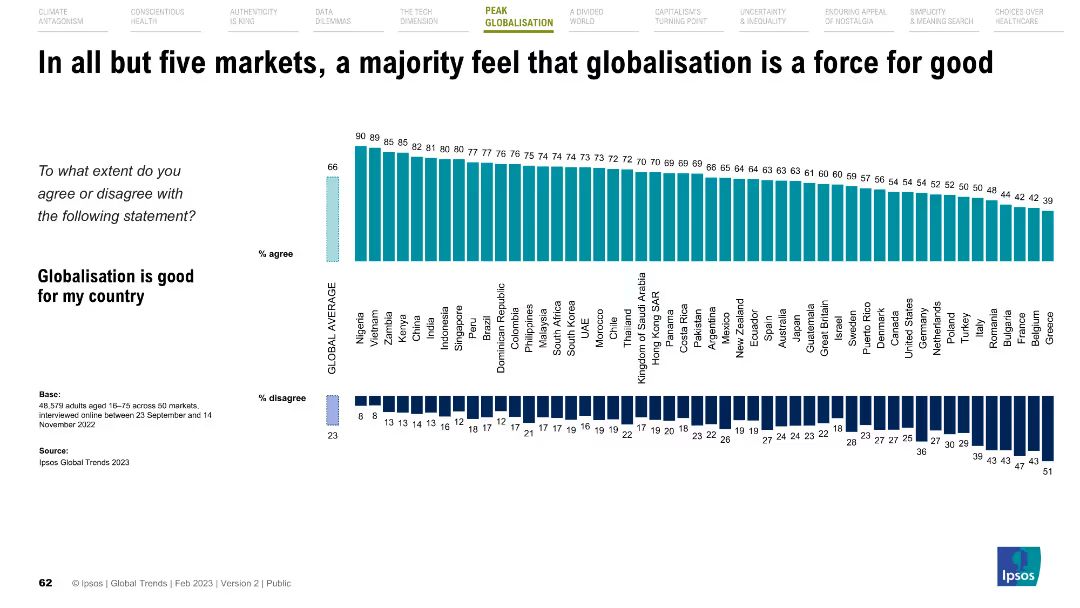 CLIMATE
ANTAGONISM
CONSCIENTIOUS
HEALTH
AUTHENTICITY
IS KING
DATA
DILEMMAS
THE TECH
DIMENSION
PEAK
GLOBALISATION
A DIVIDED
WORLD
CAPITALISM'S
TURNING POINT
UNCERTAINTY
& INEQUALITY
ENDURING APPEAL
OF NOSTALGIA
SIMPLICITY
& MEANING SEARCH
CHOICES OVER
HEALTHCARE
In all but five markets, a majority feel that globalisation is a force for good
To what extent do you
agree or disagree with
the following statement?
Globalisation is good
for my country
% agree
66 90 89 85 85 82 81 80 80 77 77 76 76 75 74 74 74 73 73 72 72 70 70 69 69 69 66 65 64 64 63 63 63 61 60 60 59 57 56 54 54 54 52 52 50 50 48 44 42 42 39
GLOBAL AVERAGE
Nigeria
Vietnam
Zambia
Kenya
China
India
Indonesia
Singapore
Peru
Brazil
Dominican Republic
Colombia
Philippines
Malaysia
South Africa
South Korea
UAE
Morocco
Chile
Thailand
Kingdom of Saudi Arabia
Hong Kong SAR
Panama
Costa Rica
Pakistan
Argentina
Mexico
New Zealand
Ecuador
Spain
Australia
Japan
Guatemala
Great Britain
Israel
Sweden
Puerto Rico
Denmark
Canada
United States
Germany
Netherlands
Poland
Turkey
Italy
Romania
Bulgaria
France
Belgium
Greece
% disagree
23 8 8 13 13 14 13 16 12 18 17 12 17 21 17 17 19 16 19 19 22 17 19 20 18 23 22 26 19 19 27 24 24 23 22 18 28 23 27 27 25 36 27 30 29 39 43 43 47 43 51
Base:
48,579 adults aged 16–75 across 50 markets,
interviewed online between 23 September and 14
November 2022
Source:
Ipsos Global Trends 2023
62 © Ipsos | Global Trends | Feb 2023 | Version 2 | Public
Ipsos